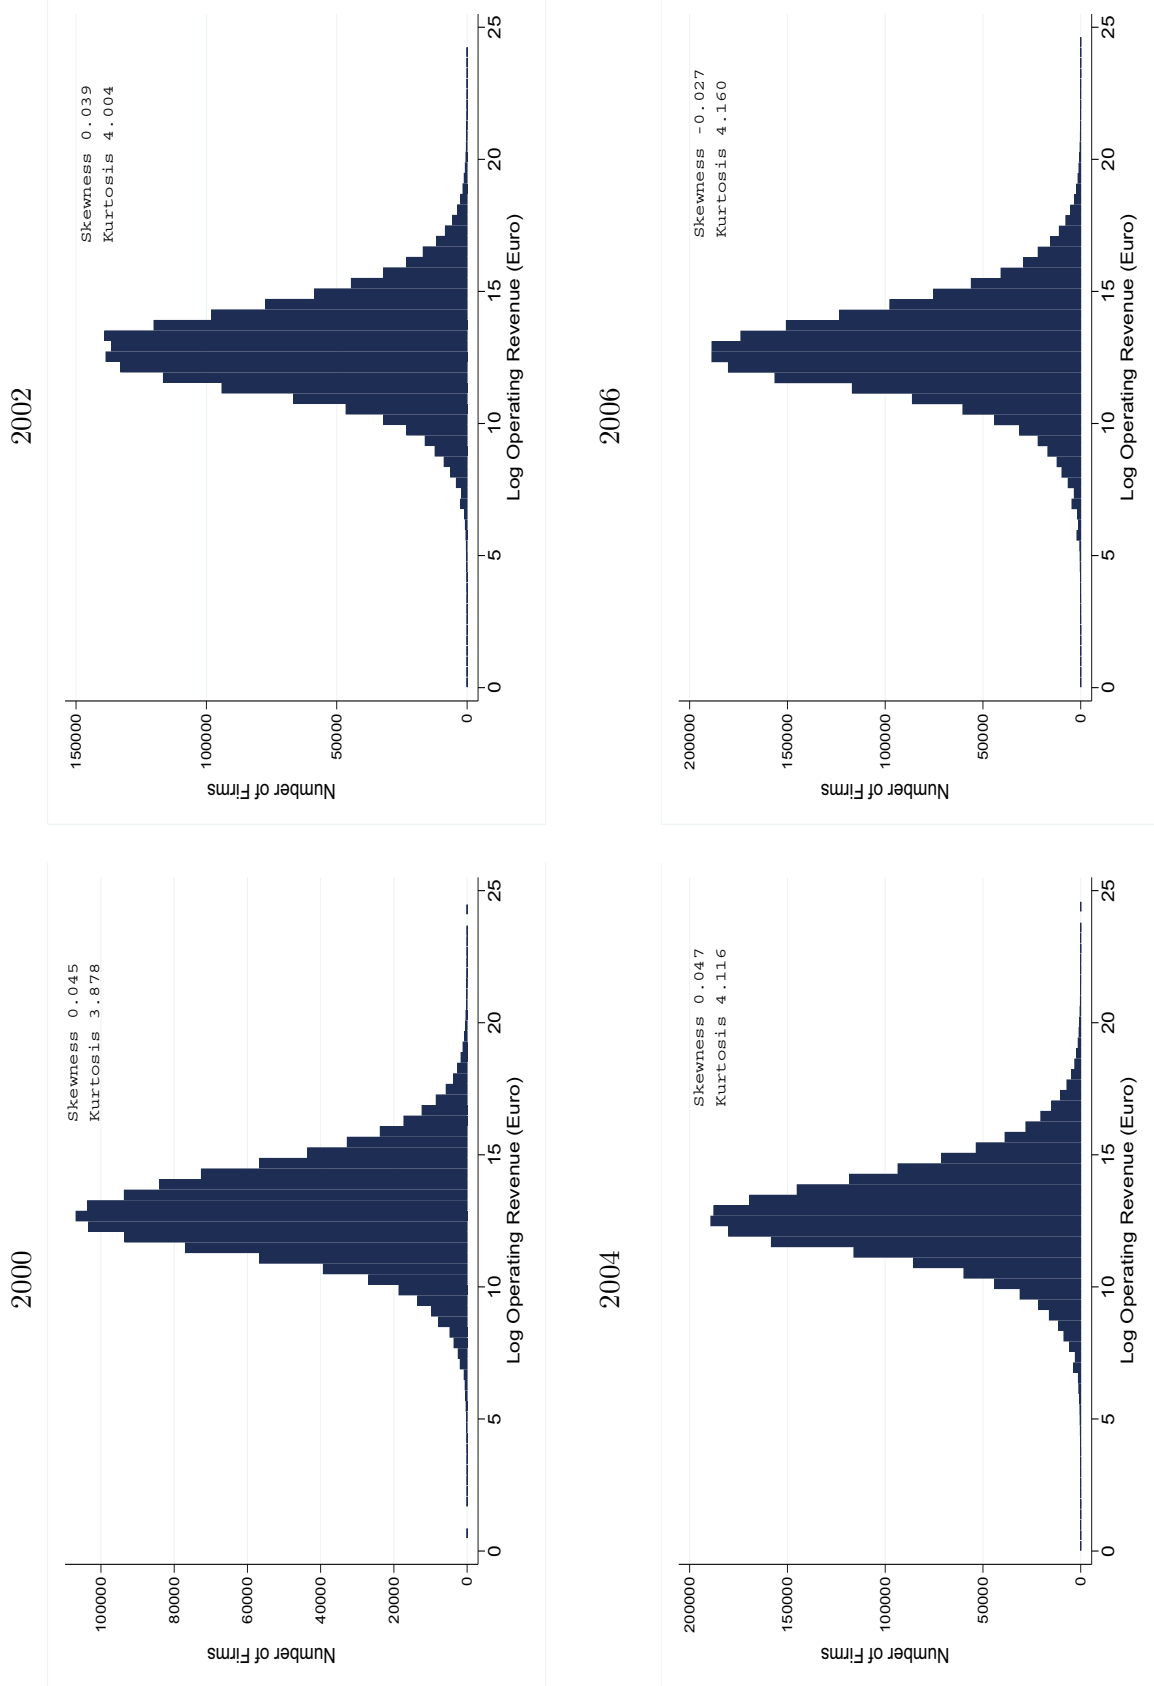 2000
Skewness 0.045
Kurtosis 3.878
100000
80000
60000
40000
20000
0
Number of Firms
0 5 10 15 20 25
Log Operating Revenue (Euro)
2002
Skewness 0.039
Kurtosis 4.004
150000
100000
50000
0
Number of Firms
0 5 10 15 20 25
Log Operating Revenue (Euro)
2004
Skewness 0.047
Kurtosis 4.116
200000
150000
100000
50000
0
Number of Firms
0 5 10 15 20 25
Log Operating Revenue (Euro)
2006
Skewness -0.027
Kurtosis 4.160
200000
150000
100000
50000
0
Number of Firms
0 5 10 15 20 25
Log Operating Revenue (Euro)